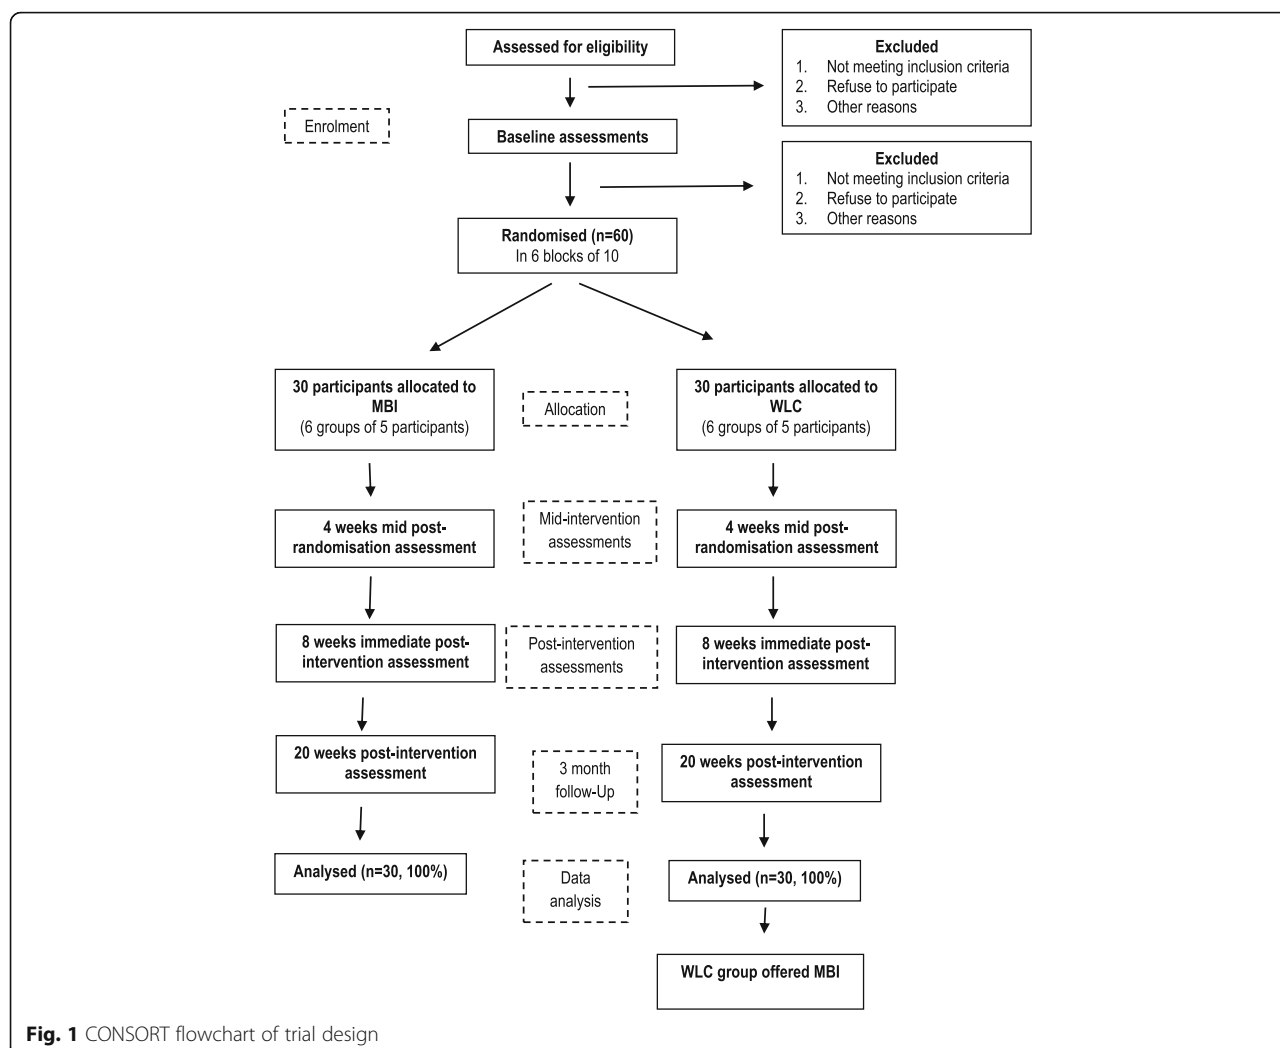 Assessed for eligibility
Excluded
1. Not meeting inclusion criteria
2. Refuse to participate
3. Other reasons
Enrolment
Baseline assessments
Excluded
1. Not meeting inclusion criteria
2. Refuse to participate
3. Other reasons
Randomised (n=60)
In 6 blocks of 10
30 participants allocated to
MBI
(6 groups of 5 participants)
Allocation
30 participants allocated to
WLC
(6 groups of 5 participants)
4 weeks mid post-
randomisation assessment
Mid-intervention
assessments
4 weeks mid post-
randomisation assessment
8 weeks immediate post-
intervention assessment
Post-intervention
assessments
8 weeks immediate post-
intervention assessment
20 weeks post-intervention
assessment
3 month
follow-Up
20 weeks post-intervention
assessment
Analysed (n=30, 100%)
Data
analysis
Analysed (n=30, 100%)
WLC group offered MBI
Fig. 1 CONSORT flowchart of trial design